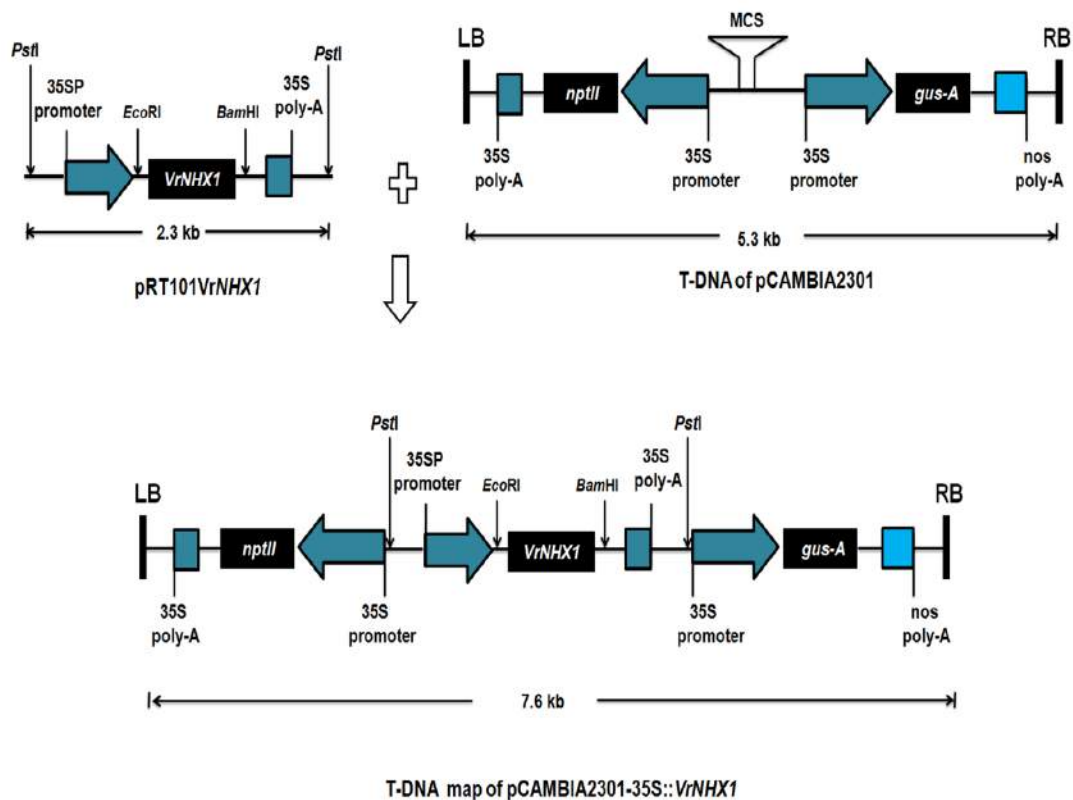 PstI
35SP
promoter
EcoRI
BamHI
35S
poly-A
PstI
VrNHX1
2.3 kb
pRT101VrNHX1
LB
MCS
RB
nptII
gus-A
35S
poly-A
35S
promoter
35S
promoter
nos
poly-A
5.3 kb
T-DNA of pCAMBIA2301
LB
PstI
35SP
promoter
EcoRI
BamHI
35S
poly-A
PstI
RB
nptII
VrNHX1
gus-A
35S
poly-A
35S
promoter
35S
promoter
nos
poly-A
7.6 kb
T-DNA map of pCAMBIA2301-35S::VrNHX1